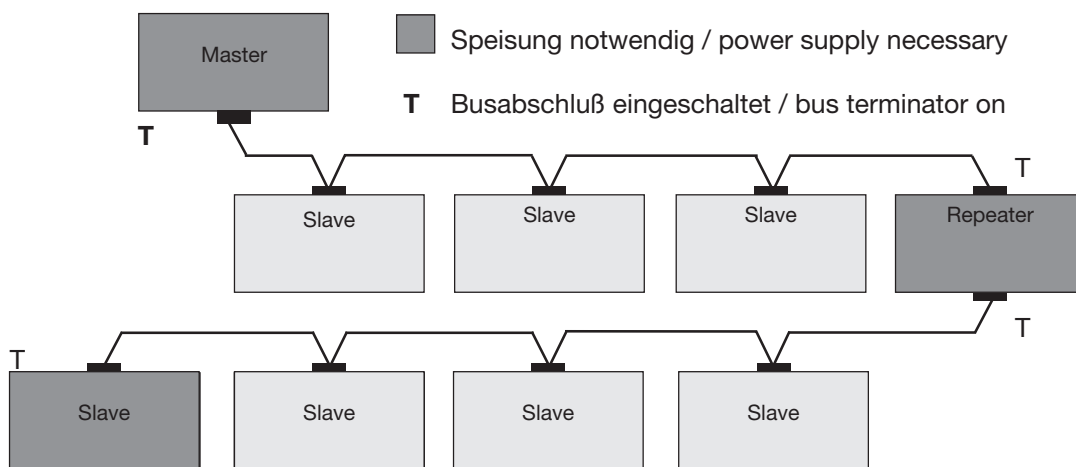 Master
Speisung notwendig / power supply necessary
T
T Busabschluß eingeschaltet / bus terminator on
T
Slave
Slave
Slave
Repeater
T
T
Slave
Slave
Slave
Slave